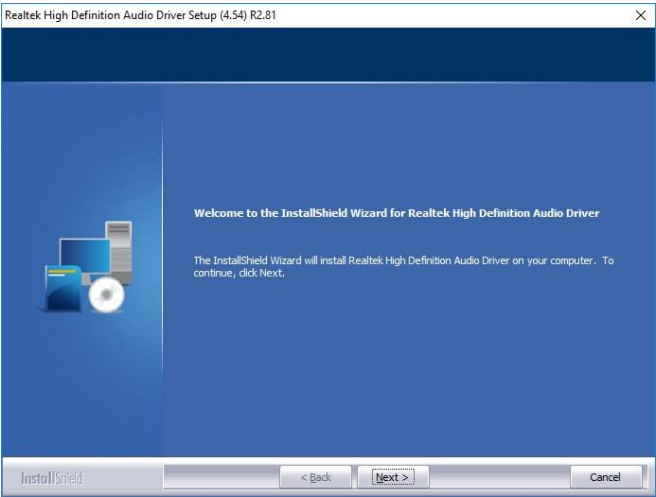 Realtek High Definition Audio Driver Setup (4.54) R2.81
Welcome to the InstallShield Wizard for Realtek High Definition Audio Driver
The InstallShield Wizard will install Realtek High Definition Audio Driver on your computer. To
continue, click Next.
InstallShield
< Back Next > Cancel